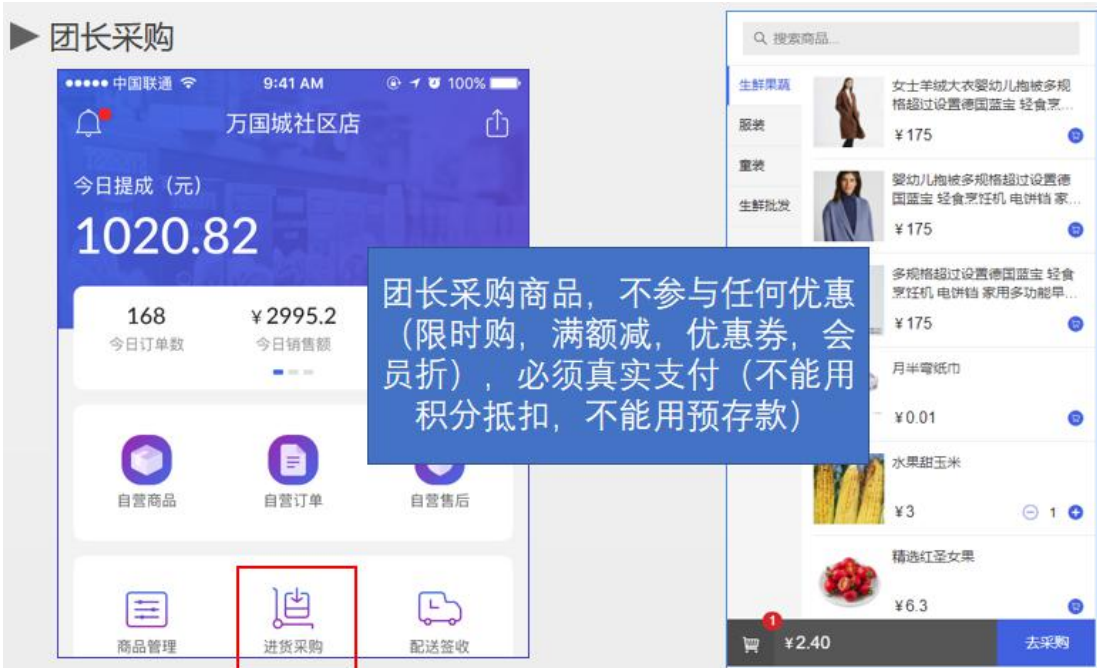 团长采购
中国联通 9:41 AM 100%
万国城社区店
今日提成（元）
1020.82
168
今日订单数
¥2995.2
今日销售额
团长采购商品，不参与任何优惠
（限时购，满额减，优惠券，会
员折），必须真实支付（不能用
积分抵扣，不能用预存款）
自营商品
自营订单
自营售后
商品管理
进货采购
配送签收
搜索商品...
生鲜果蔬
服装
童装
生鲜批发
女士羊绒大衣婴幼儿抱被多规
格超过设置德国蓝宝 轻食烹...
¥175
婴幼儿抱被多规格超过设置德
国蓝宝 轻食烹饪机 电饼铛 家...
¥175
多规格超过设置德国蓝宝 轻食
烹饪机 电饼铛 家用多功能早...
¥175
月半弯纸巾
¥0.01
水果甜玉米
¥3
1
精选红圣女果
¥6.3
1
¥2.40
去采购